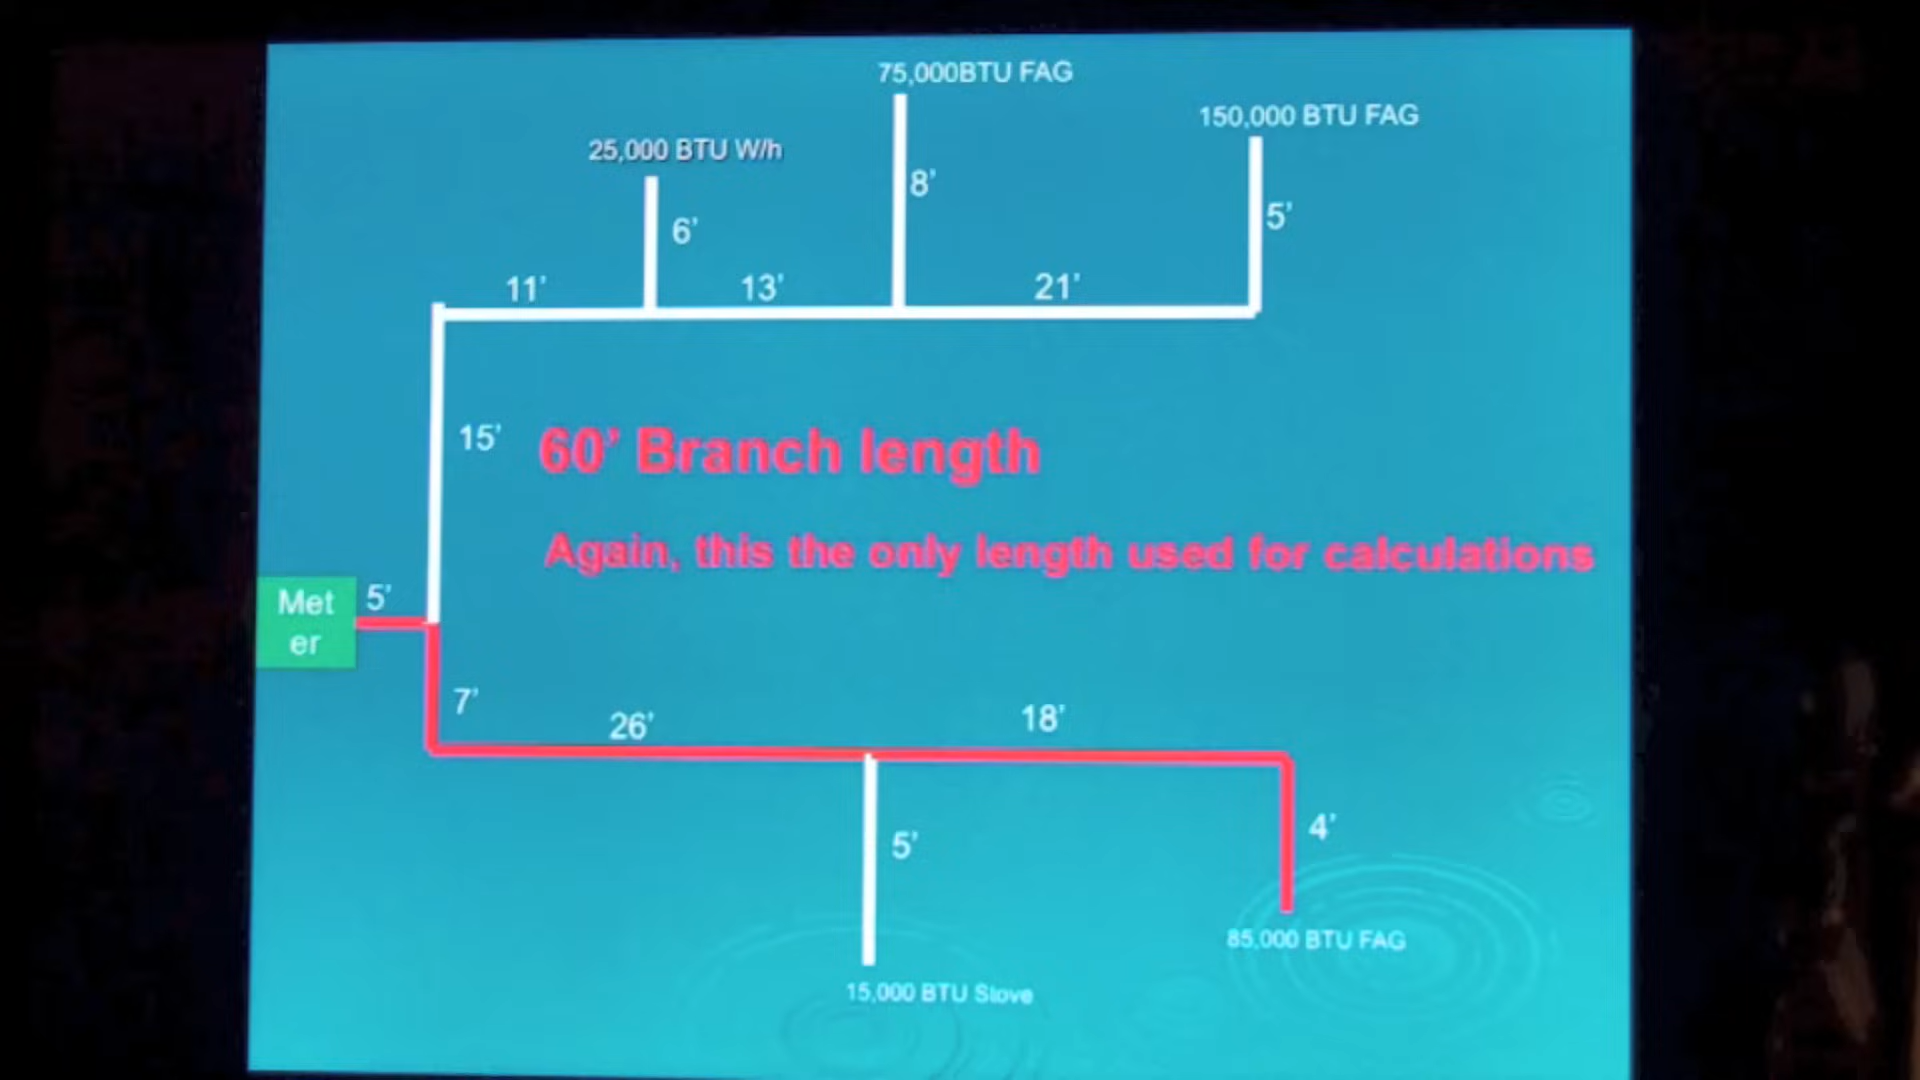 75,000BTU FAG
150,000 BTU FAG
25,000 BTU W/h
8’
5’
6’
11’
13’
21’
15’
60’ Branch length
Again, this the only length used for calculations
Met
er
5’
7’
26’
18’
5’
4’
85,000 BTU FAG
15,000 BTU Stove